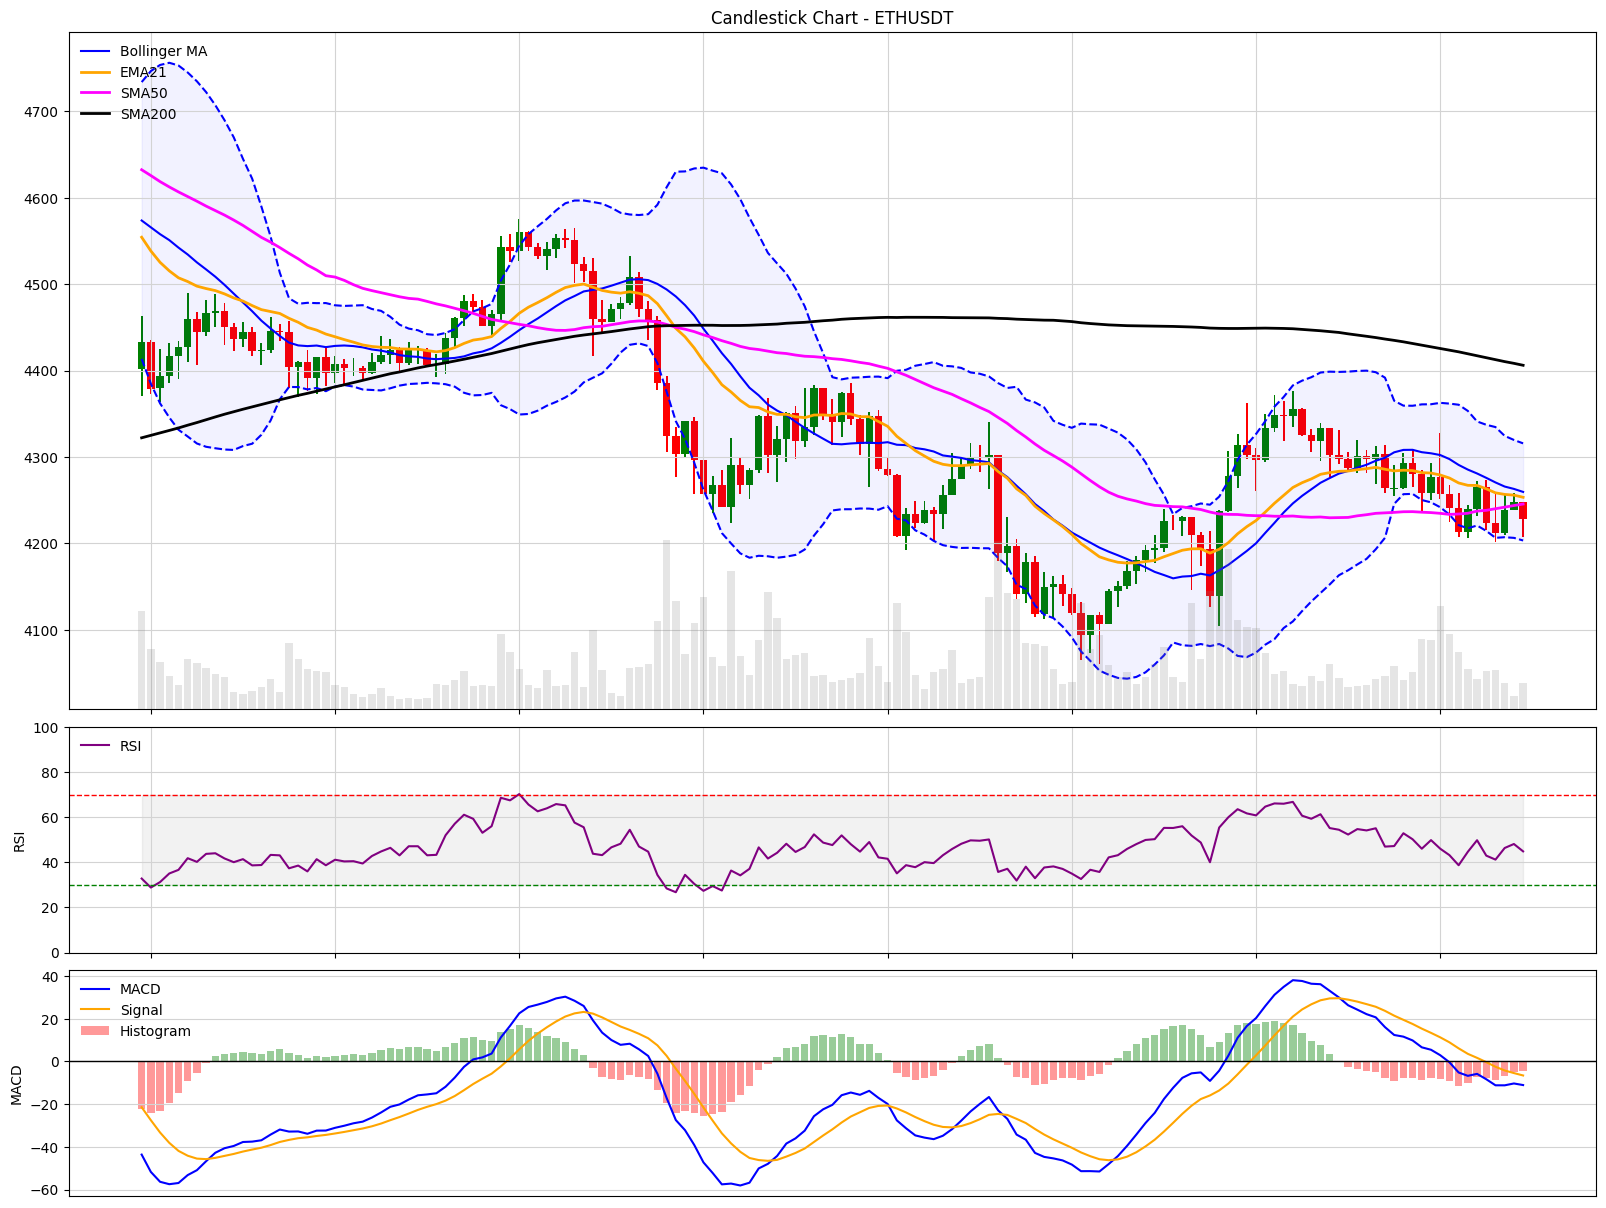 Candlestick Chart - ETHUSDT
Bollinger MA
EMA21
SMA50
SMA200
4700
4600
4500
4400
4300
4200
4100
RSI
100
80
60
40
20
0
RSI
MACD
Signal
Histogram
40
20
0
−20
−40
−60
MACD